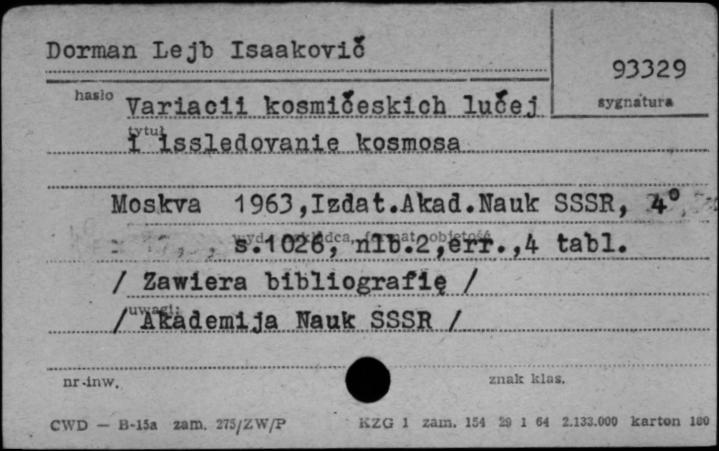 Dorman Lejb Isaakovič
93329
hasło
sygnatura
Variacii kosmičeskich lučej
tytuł
i issledovanie kosmosa
Moskva 1963,Izdat.Akad.Nauk SSSR, 4°
s.1026, nlb.2,err.,4 tabl.
/ Zawiera bibliografię /
uwagi:
/ Akademija Nauk SSSR /
nr-inw.
znak klas.
CWD — B-15a zam. 275/ZW/P KZG 1 zam. 154 29 1 64 2.133.000 karton 180